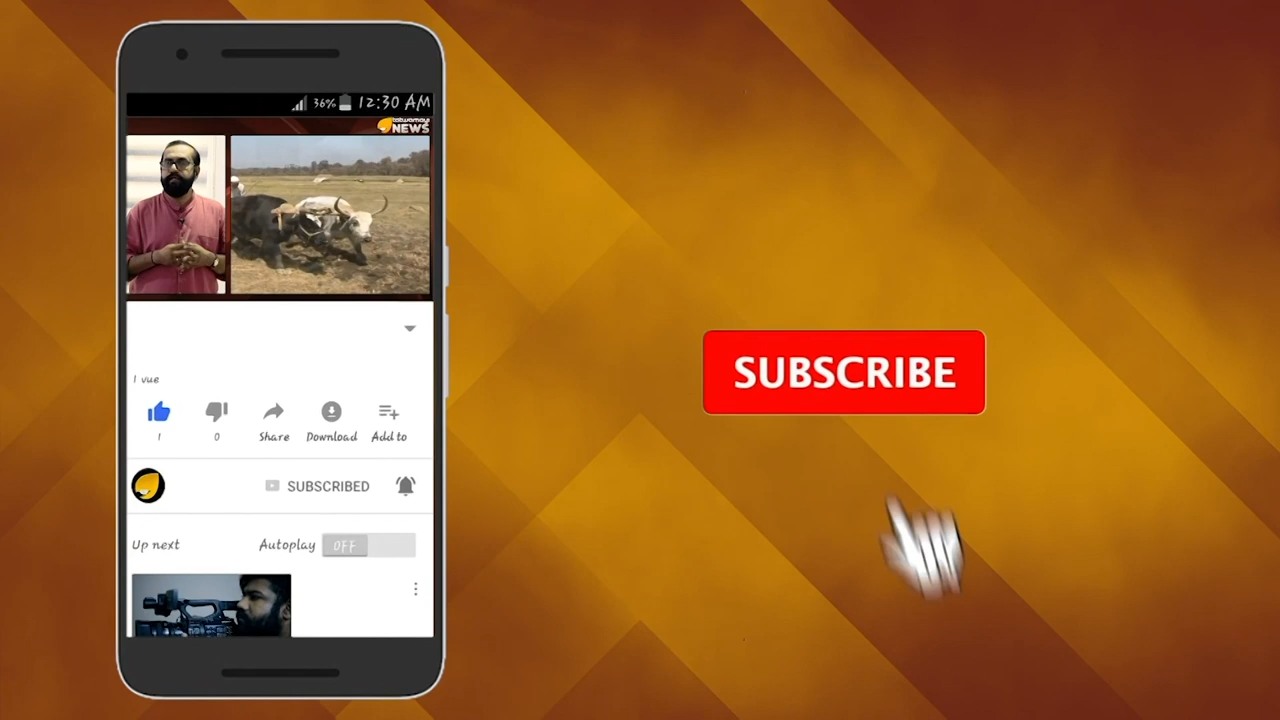 36% 12:30 AM
tatwamayi
NEWS
1 vue
1
0
Share
Download
Add to
SUBSCRIBED
Up next
Autoplay
OFF
SUBSCRIBE